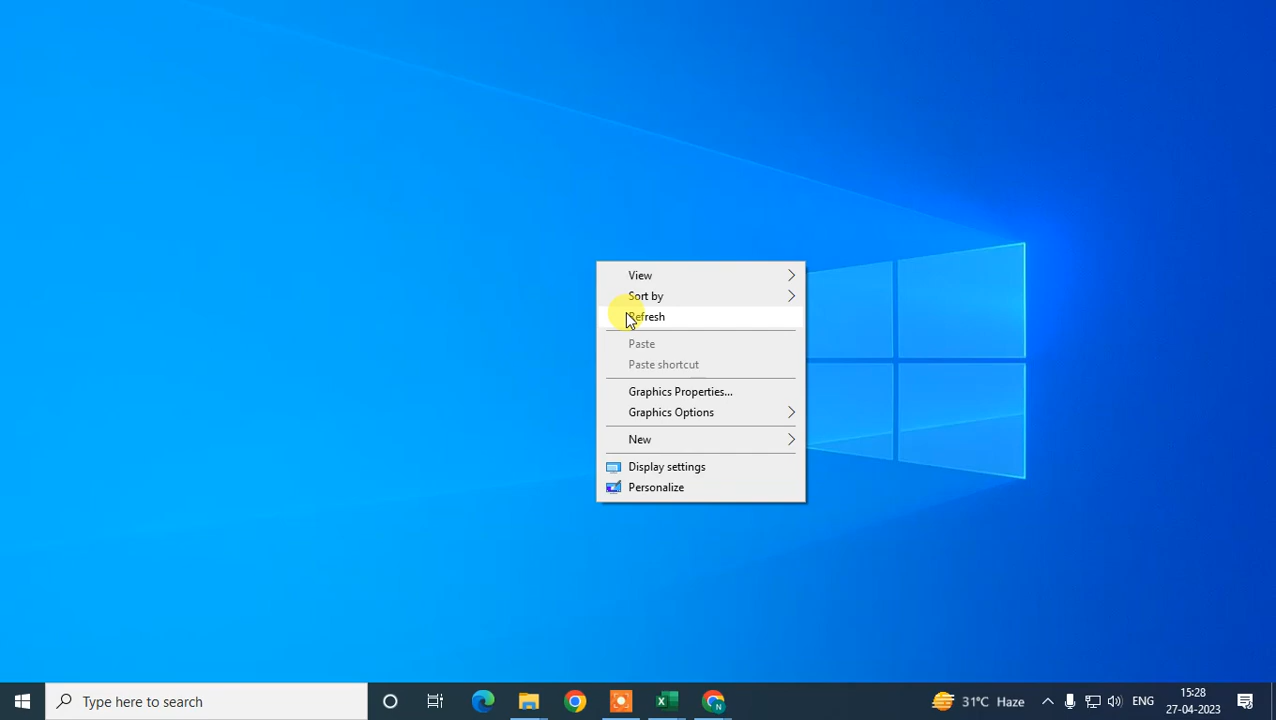 View
Sort by
Refresh
Paste
Paste shortcut
Graphics Properties...
Graphics Options
New
Display settings
Personalize
Type here to search
N
31°C Haze
ENG
15:28
27-04-2023